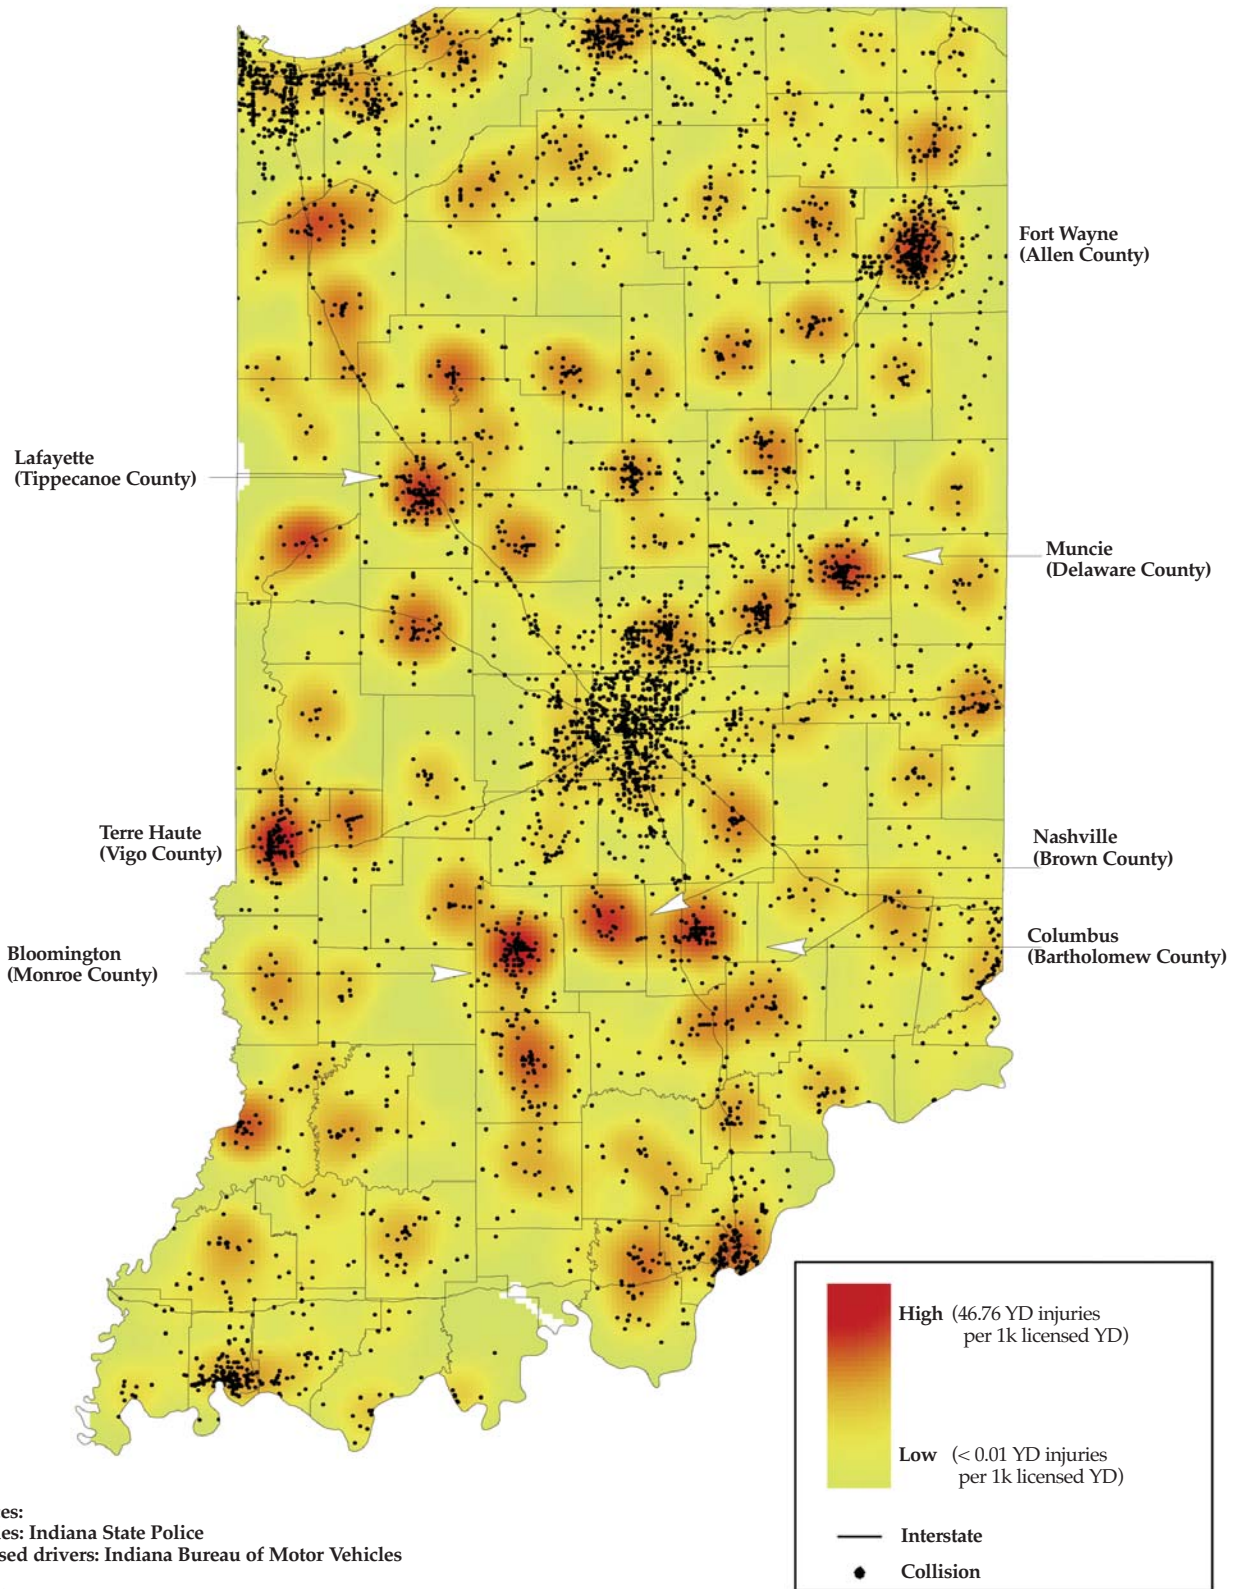 Fort Wayne
(Allen County)
Lafayette
(Tippecanoe County)
Muncie
(Delaware County)
Terre Haute
(Vigo County)
Nashville
(Brown County)
Columbus
(Bartholomew County)
Bloomington
(Monroe County)
High (46.76 YD injuries
per 1k licensed YD)
Low (< 0.01 YD injuries
per 1k licensed YD)
Interstate
Collision
es:
es: Indiana State Police
sed drivers: Indiana Bureau of Motor Vehicles